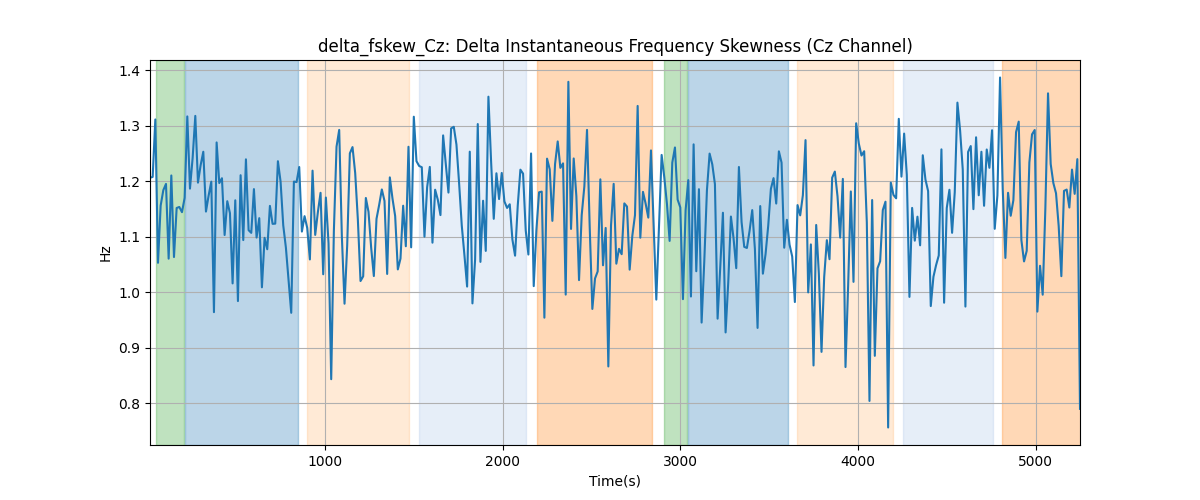 delta_fskew_Cz: Delta Instantaneous Frequency Skewness (Cz Channel)
1.4
1.3
1.2
1.1
1.0
0.9
0.8
Hz
1000 2000 3000 4000 5000
Time(s)